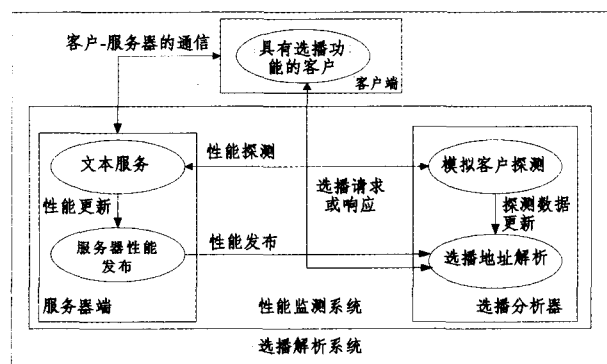 客户-服务器的通信
具有选播功
能的客户
客户端
文本服务
性能探测
模拟客户探测
选播请求
或响应
性能更新
探测数据
更新
服务器性能
发布
性能发布
选播地址解析
服务器端
性能监测系统
选播分析器
选播解析系统